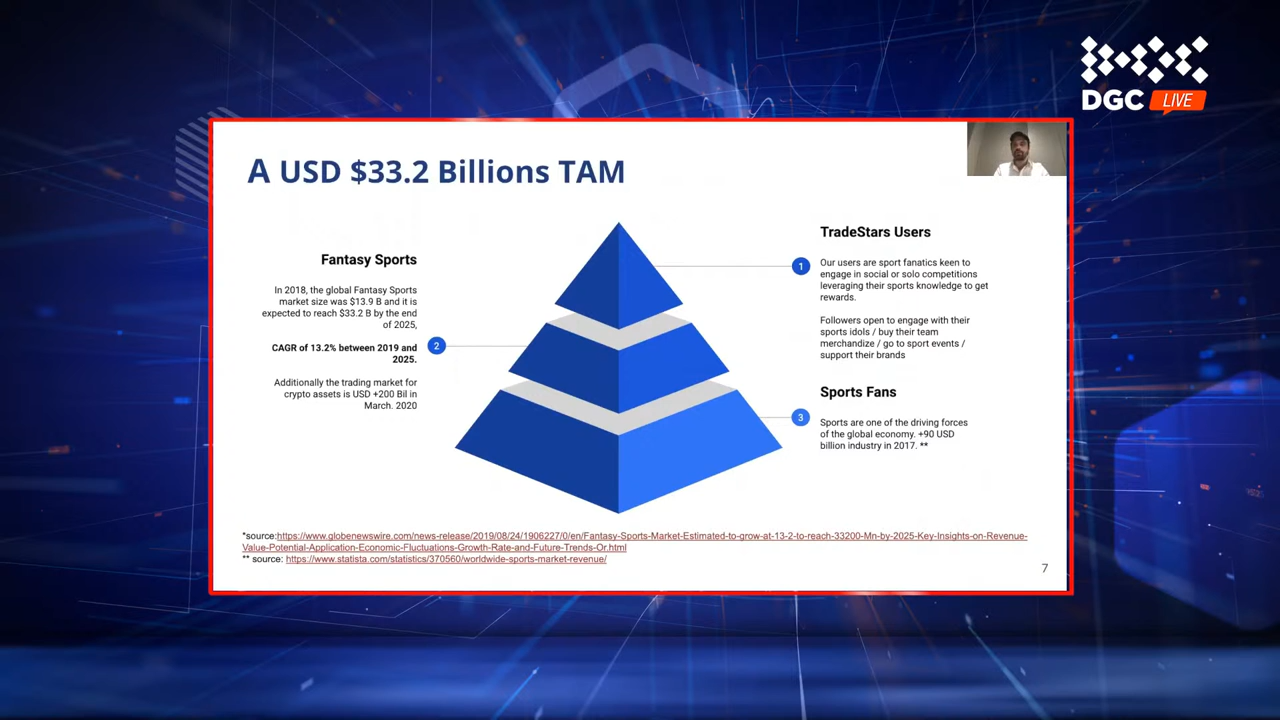 DGC LIVE
A USD $33.2 Billions TAM
Fantasy Sports
In 2018, the global Fantasy Sports
market size was $13.9 B and it is
expected to reach $33.2 B by the end
of 2025,
CAGR of 13.2% between 2019 and
2025.
Additionally the trading market for
crypto assets is USD +200 Bil in
March. 2020
2
1
TradeStars Users
Our users are sport fanatics keen to
engage in social or solo competitions
leveraging their sports knowledge to get
rewards.
Followers open to engage with their
sports idols / buy their team
merchandize / go to sport events /
support their brands
3
Sports Fans
Sports are one of the driving forces
of the global economy. +90 USD
billion industry in 2017. **
*source:https://www.globenewswire.com/news-release/2019/08/24/1906227/0/en/Fantasy-Sports-Market-Estimated-to-grow-at-13-2-to-reach-33200-Mn-by-2025-Key-Insights-on-Revenue-
Value-Potential-Application-Economic-Fluctuations-Growth-Rate-and-Future-Trends-Or.html
** source: https://www.statista.com/statistics/370560/worldwide-sports-market-revenue/
7